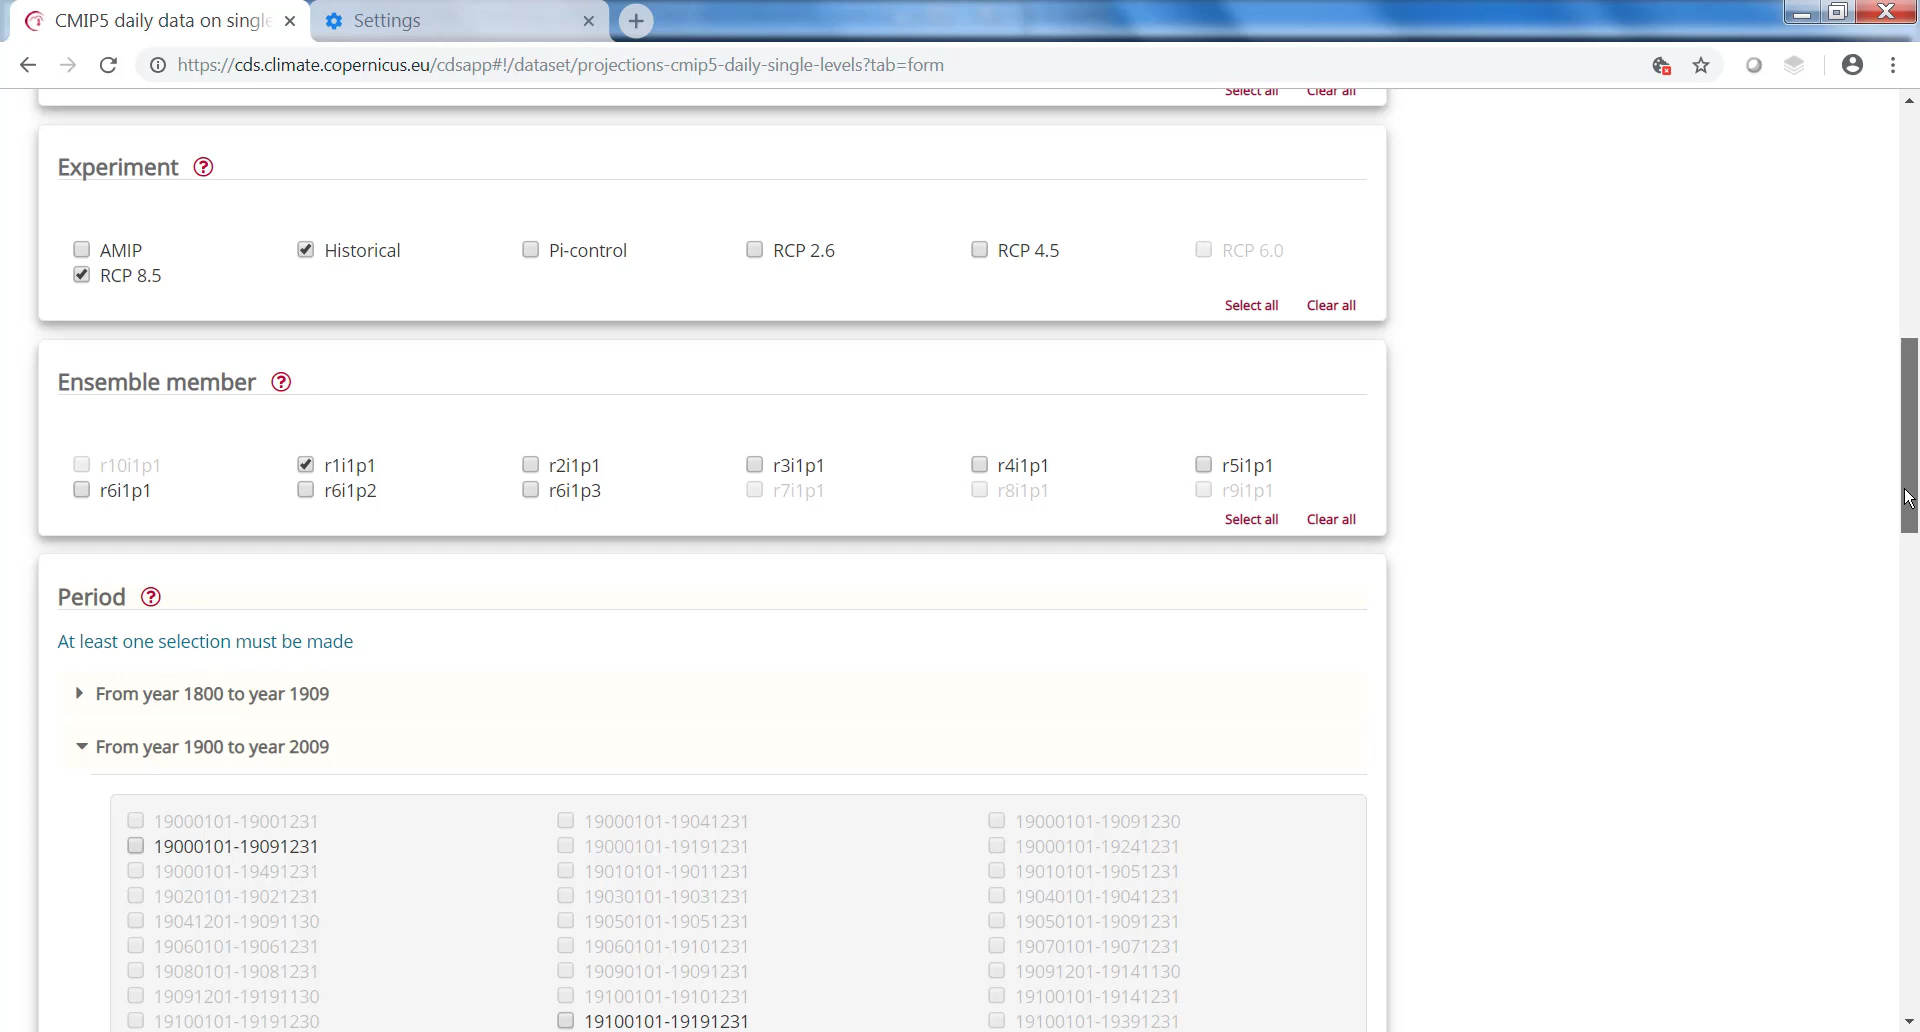 CMIP5 daily data on single
Settings
https://cds.climate.copernicus.eu/cdsapp#!/dataset/projections-cmip5-daily-single-levels?tab=form
Select all Clear all
Experiment ?
AMIP Historical Pi-control RCP 2.6 RCP 4.5 RCP 6.0
RCP 8.5
Select all Clear all
Ensemble member ?
r10i1p1 r1i1p1 r2i1p1 r3i1p1 r4i1p1 r5i1p1
r6i1p1 r6i1p2 r6i1p3 r7i1p1 r8i1p1 r9i1p1
Select all Clear all
Period ?
At least one selection must be made
From year 1800 to year 1909
From year 1900 to year 2009
19000101-19001231 19000101-19041231 19000101-19091230
19000101-19091231 19000101-19191231 19000101-19241231
19000101-19491231 19010101-19011231 19010101-19051231
19020101-19021231 19030101-19031231 19040101-19041231
19041201-19091130 19050101-19051231 19050101-19091231
19060101-19061231 19060101-19101231 19070101-19071231
19080101-19081231 19090101-19091231 19091201-19141130
19091201-19191130 19100101-19101231 19100101-19141231
19100101-19191230 19100101-19191231 19100101-19391231